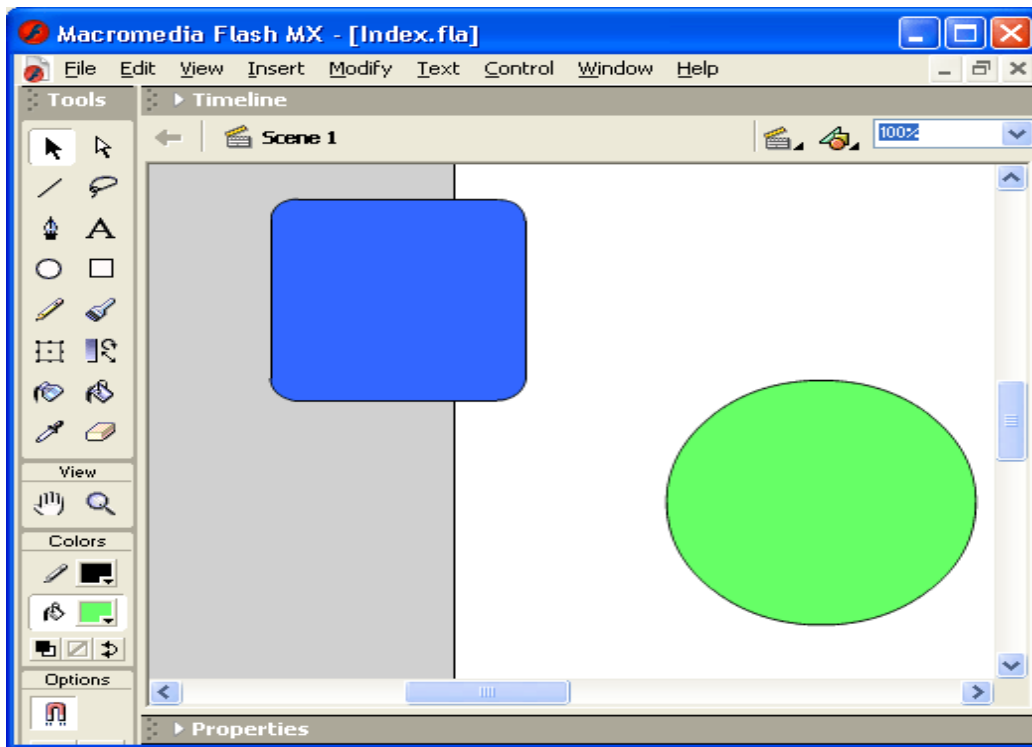 Macromedia Flash MX - [Index.fla]
File Edit View Insert Modify Text Control Window Help
Tools
Timeline
Scene 1
100%
A
View
Colors
Options
Properties